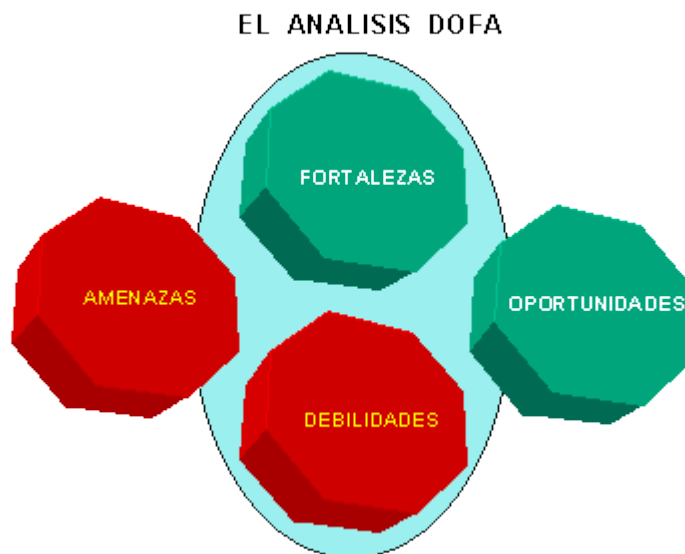 EL ANALISIS DOFA
FORTALEZAS
AMENAZAS
OPORTUNIDADES
DEBILIDADES